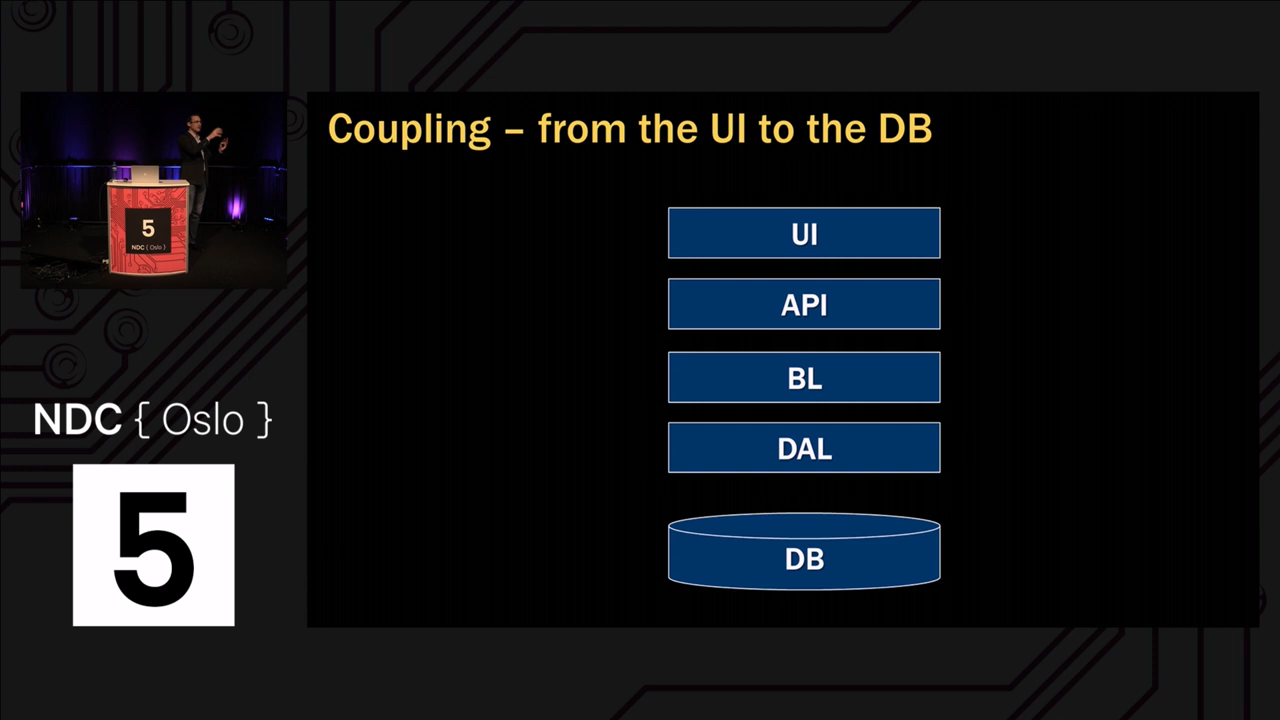 Coupling – from the UI to the DB
UI
API
BL
DAL
DB
5
NDC { Oslo }
NDC { Oslo }
5